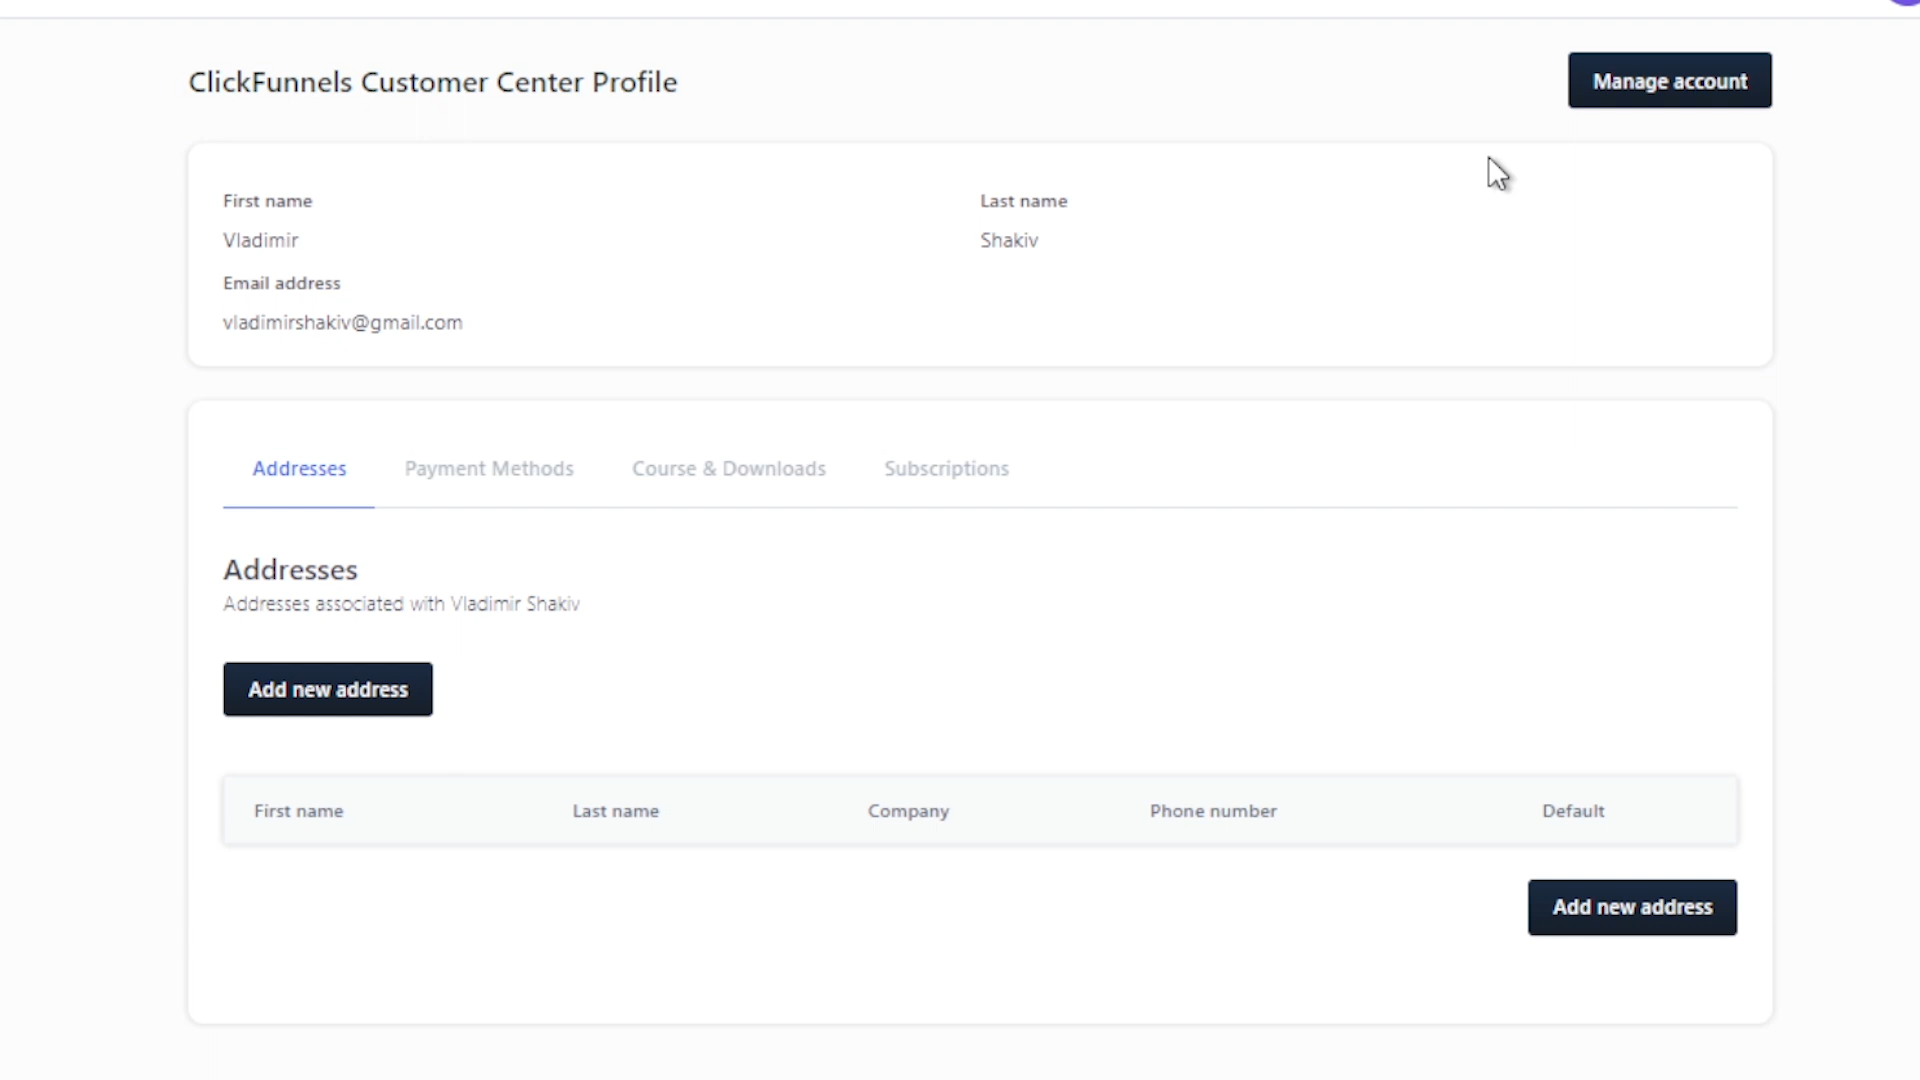 ClickFunnels Customer Center Profile
Manage account
First name
Last name
Vladimir
Shakiv
Email address
vladimirshakiv@gmail.com
Addresses
Payment Methods
Course & Downloads
Subscriptions
Addresses
Addresses associated with Vladimir Shakiv
Add new address
First name
Last name
Company
Phone number
Default
Add new address